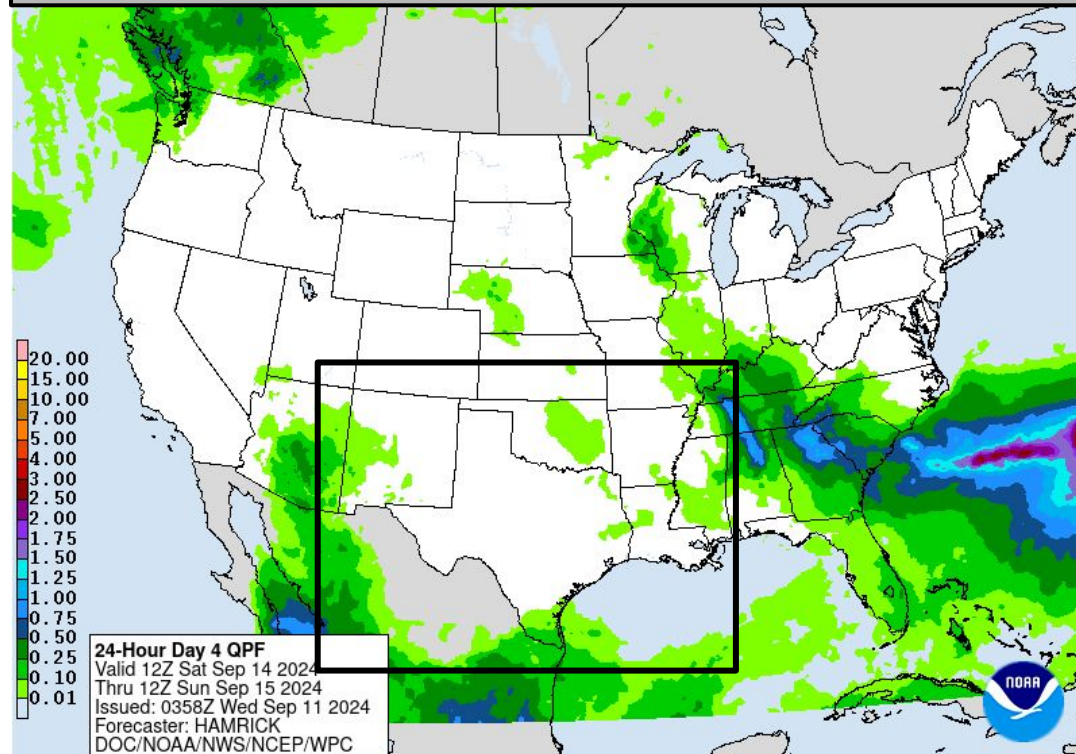 20.00
15.00
10.00
7.00
5.00
4.00
3.00
2.50
2.00
1.75
1.50
1.25
1.00
0.75
0.50
0.25
0.10
0.01
24-Hour Day 4 QPF
Valid 12Z Sat Sep 14 2024
Thru 12Z Sun Sep 15 2024
Issued: 0358Z Wed Sep 11 2024
Forecaster: HAMRICK
DOC/NOAA/NWS/NCEP/WPC
NOAA